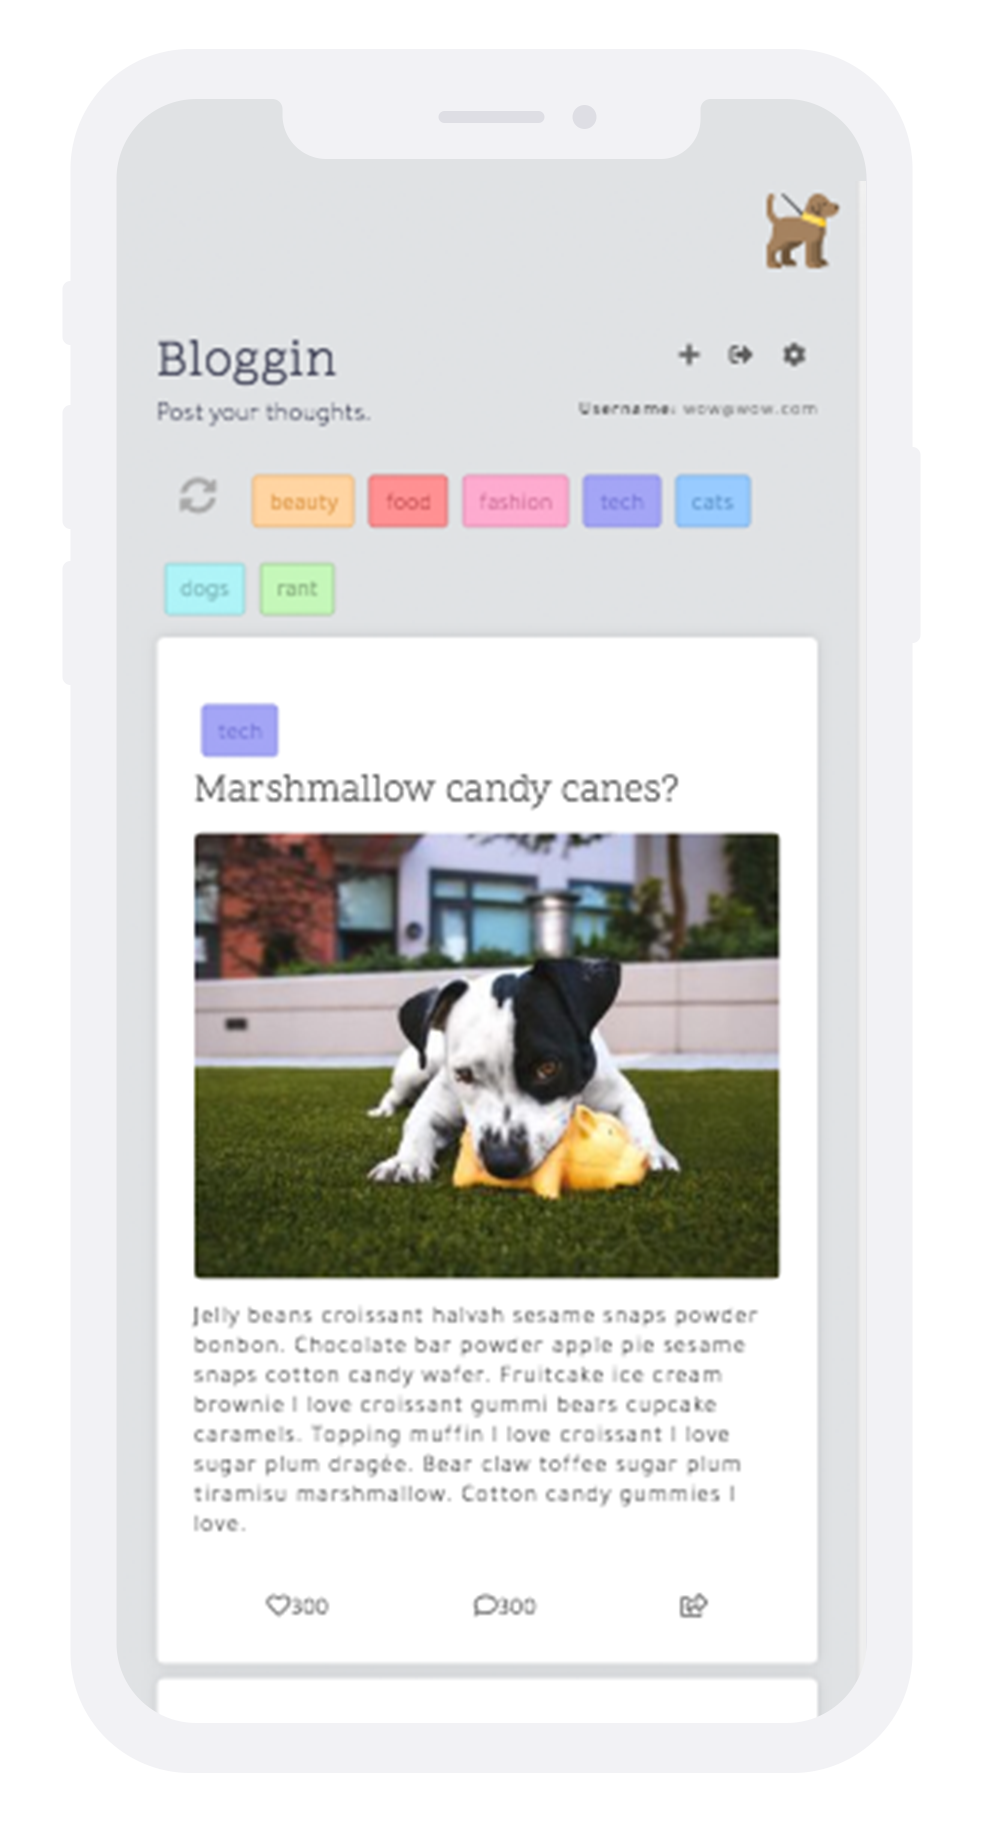 Bloggin
Post your thoughts.
Username: wow@wow.com
beauty food fashion tech cats
dogs rant
tech
Marshmallow candy canes?
Jelly beans croissant halvah sesame snaps powder
bonbon. Chocolate bar powder apple pie sesame
snaps cotton candy wafer. Fruitcake ice cream
brownie I love croissant gummi bears cupcake
caramels. Topping muffin I love croissant I love
sugar plum dragée. Bear claw toffee sugar plum
tiramisu marshmallow. Cotton candy gummies I
love.
300 300